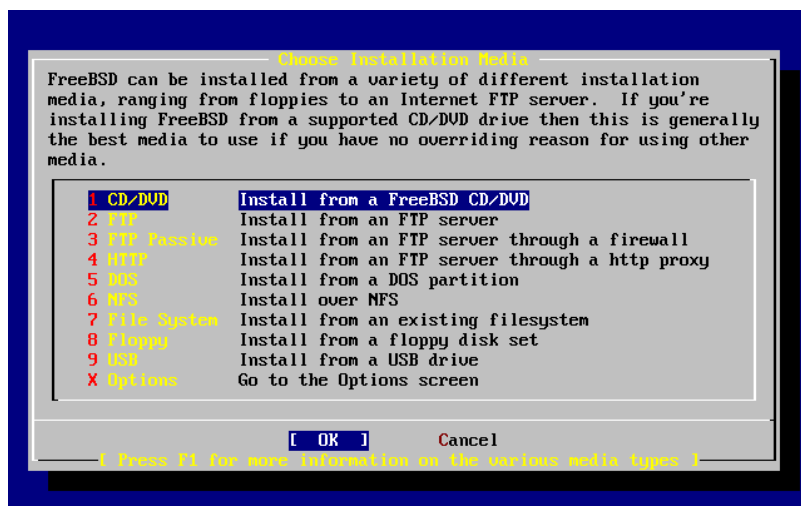 Choose Installation Media
FreeBSD can be installed from a variety of different installation
media, ranging from floppies to an Internet FTP server.  If you're
installing FreeBSD from a supported CD/DVD drive then this is generally
the best media to use if you have no overriding reason for using other
media.
1 CD/DVD Install from a FreeBSD CD/DVD
2 FTP Install from an FTP server
3 FTP Passive Install from an FTP server through a firewall
4 HTTP Install from an FTP server through a http proxy
5 DOS Install from a DOS partition
6 NFS Install over NFS
7 File System Install from an existing filesystem
8 Floppy Install from a floppy disk set
9 USB Install from a USB drive
X Options Go to the Options screen
[ OK ] Cancel
[ Press F1 for more information on the various media types ]